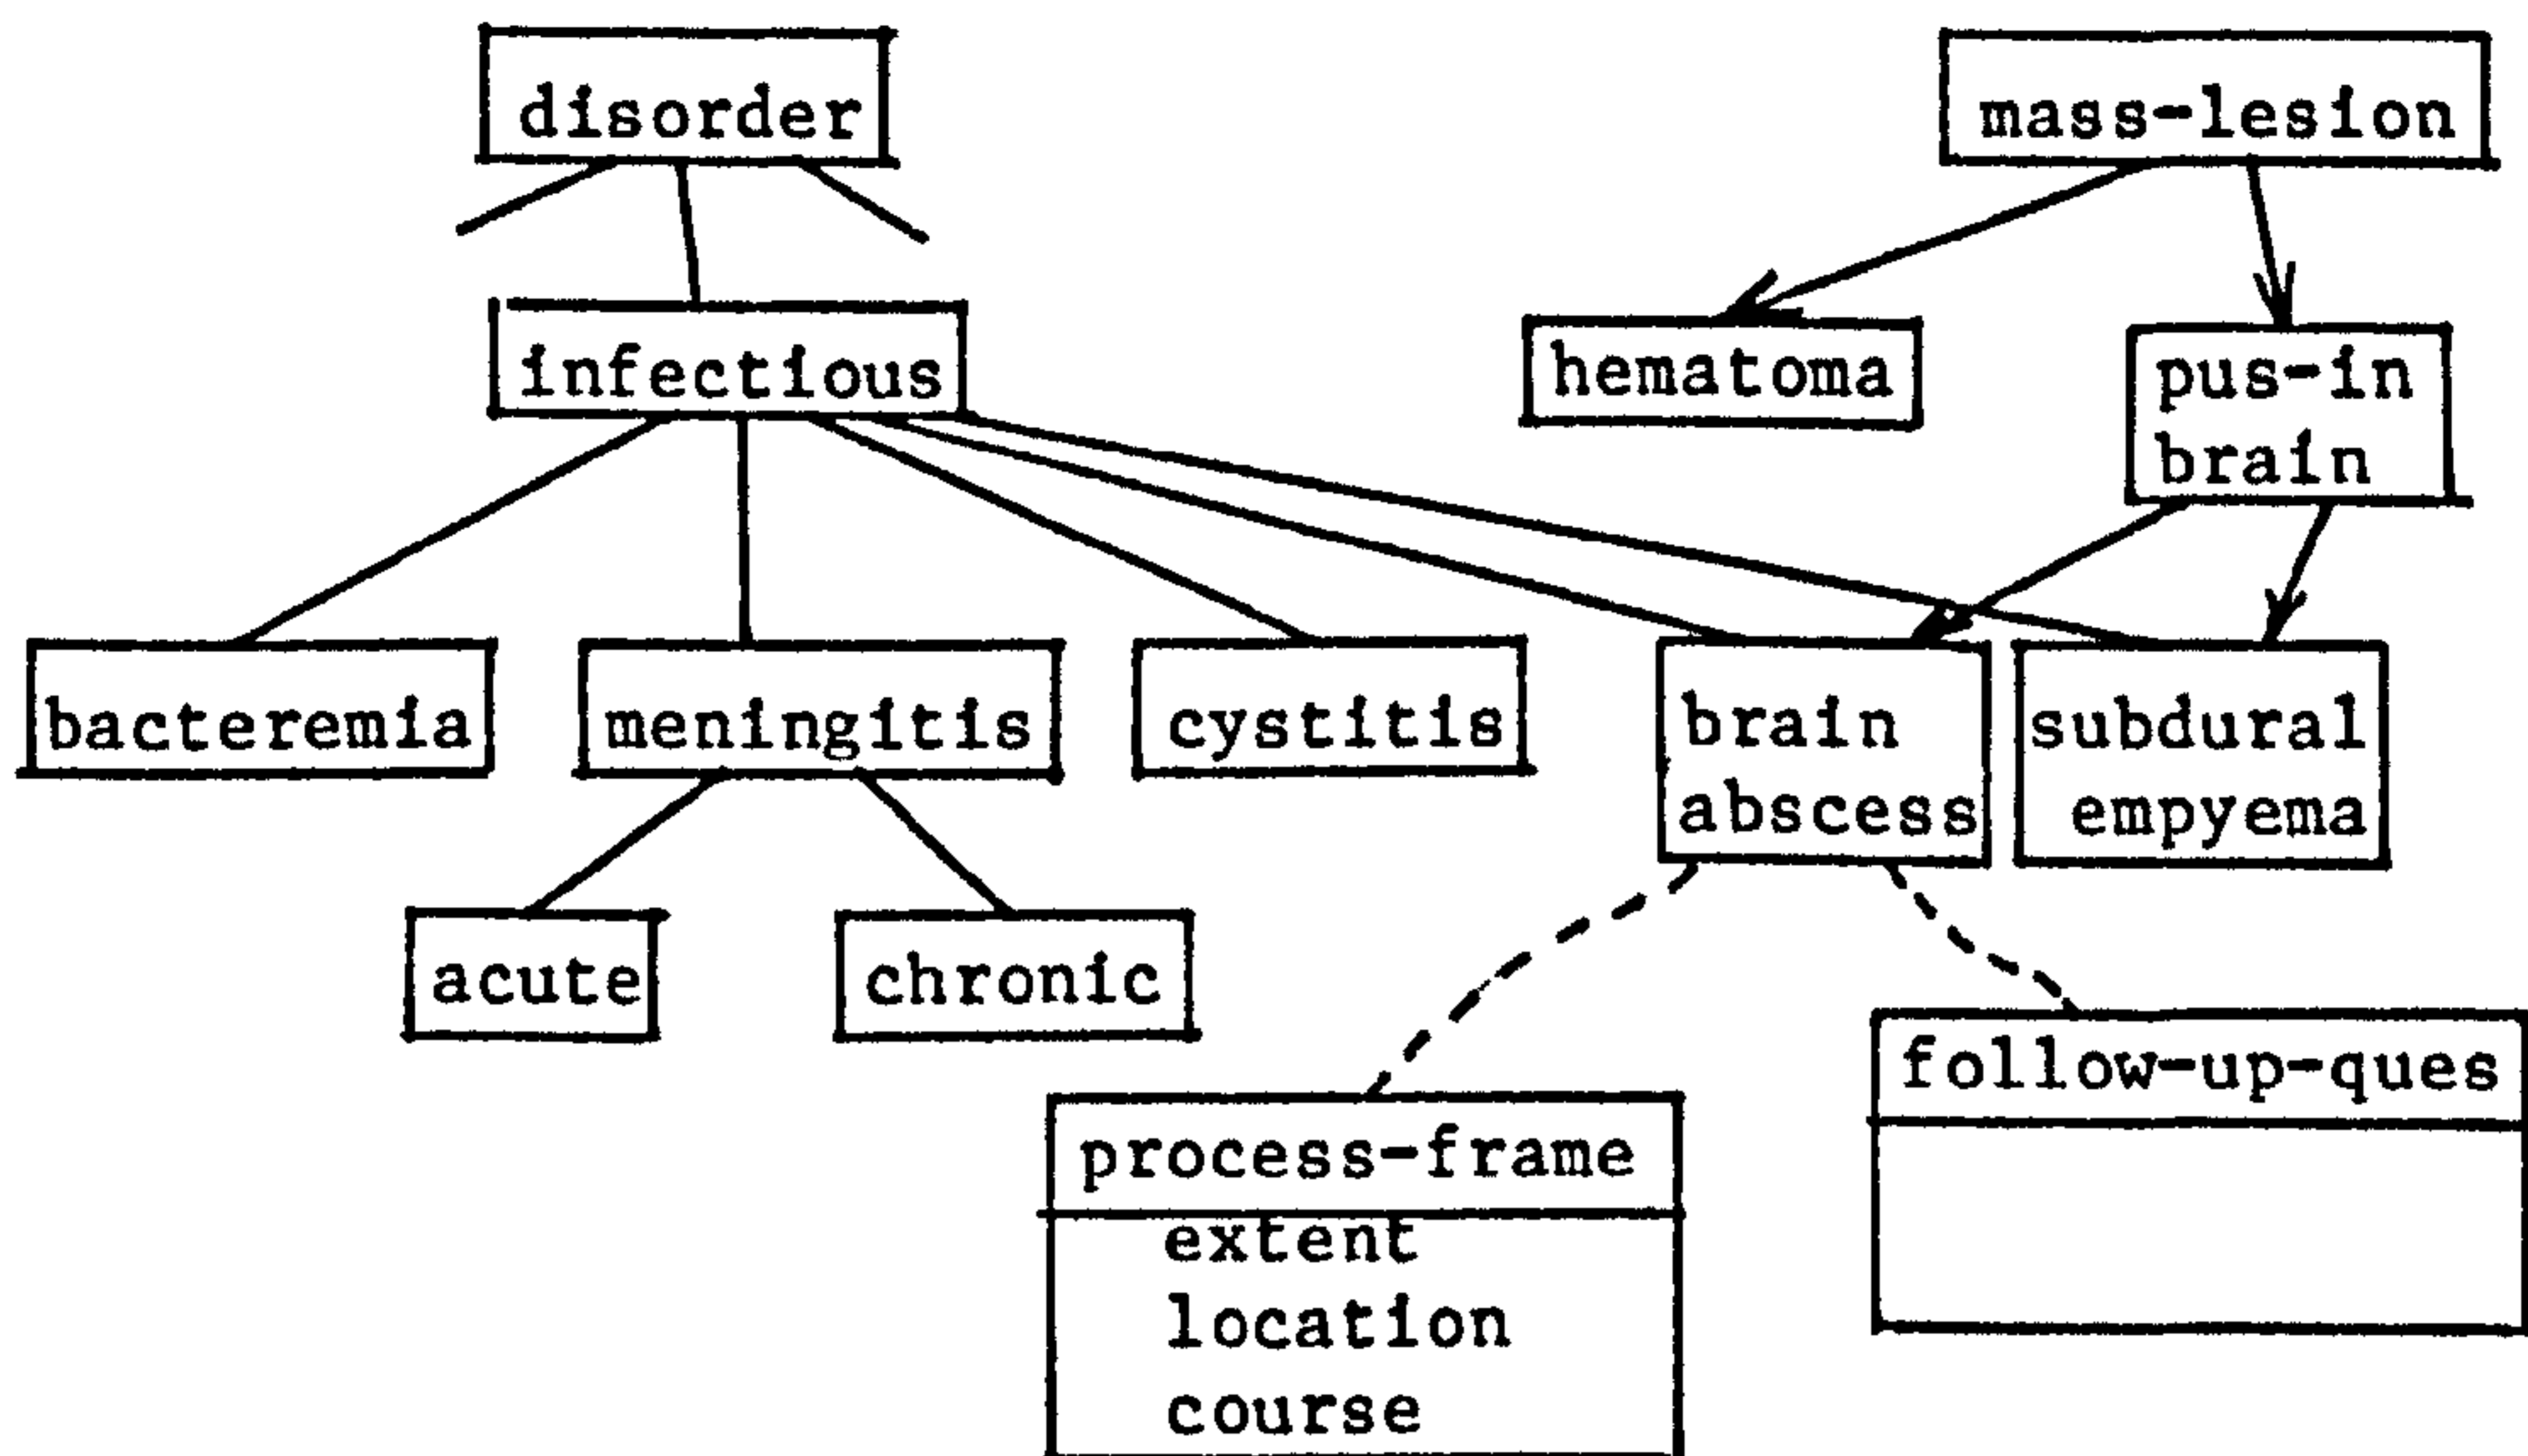 disorder
mass-lesion
infectious
hematoma
pus-in
brain
bacteremia
meningitis
cystitis
brain
abscess
subdural
empyema
acute
chronic
follow-up-ques
process-frame
extent
location
course